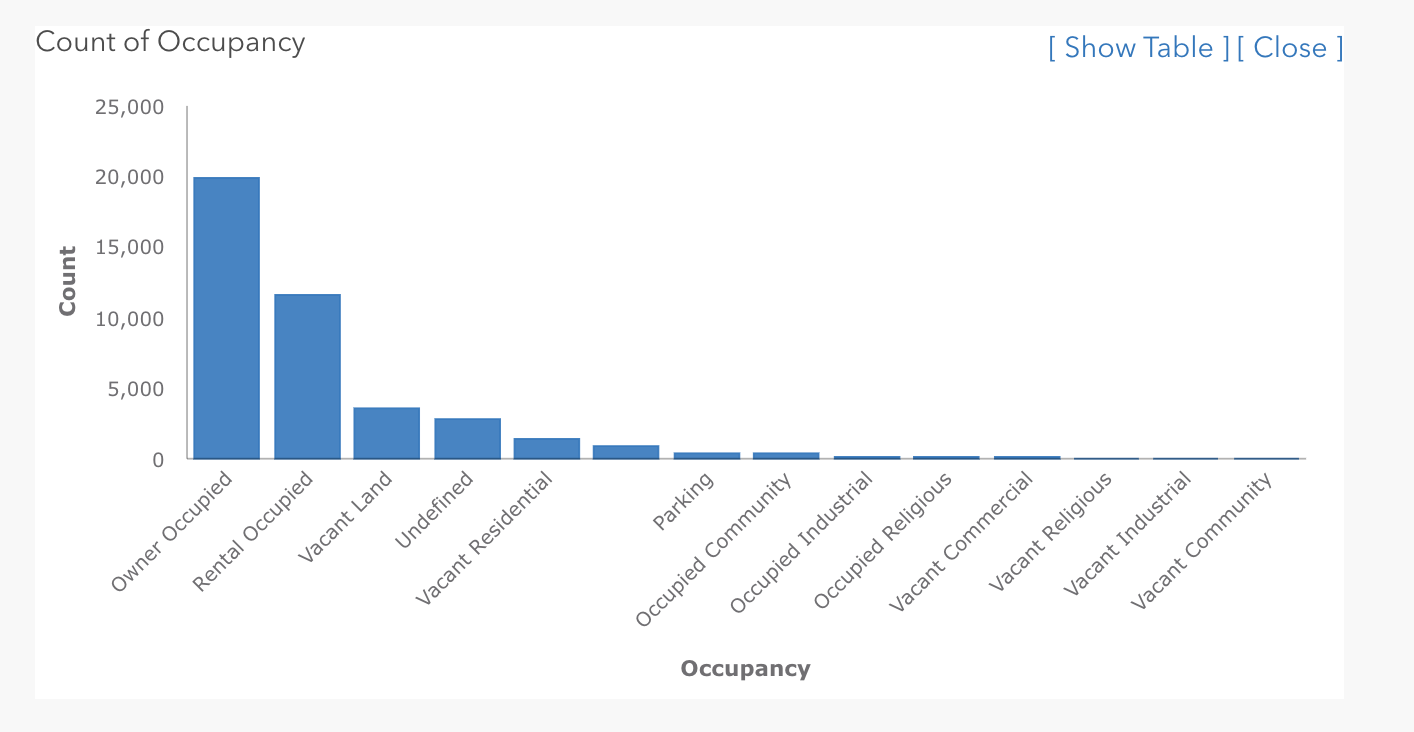 Count of Occupancy
[ Show Table ] [ Close ]
25,000
20,000
15,000
10,000
5,000
0
Count
Owner Occupied
Rental Occupied
Vacant Land
Undefined
Vacant Residential
Parking
Occupied Community
Occupied Industrial
Occupied Religious
Vacant Commercial
Vacant Religious
Vacant Industrial
Vacant Community
Occupancy